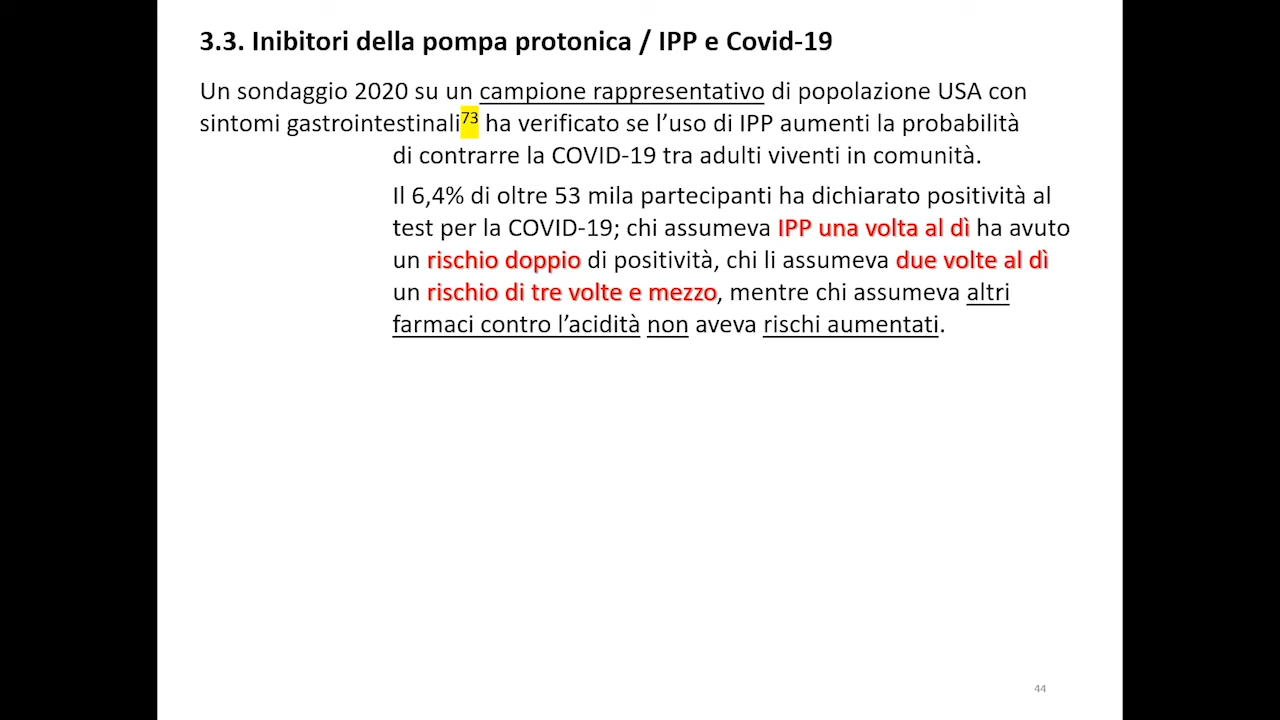 3.3. Inibitori della pompa protonica / IPP e Covid-19
Un sondaggio 2020 su un campione rappresentativo di popolazione USA con
sintomi gastrointestinali73 ha verificato se l’uso di IPP aumenti la probabilità
di contrarre la COVID-19 tra adulti viventi in comunità.
Il 6,4% di oltre 53 mila partecipanti ha dichiarato positività al
test per la COVID-19; chi assumeva IPP una volta al dì ha avuto
un rischio doppio di positività, chi li assumeva due volte al dì
un rischio di tre volte e mezzo, mentre chi assumeva altri
farmaci contro l’acidità non aveva rischi aumentati.
44